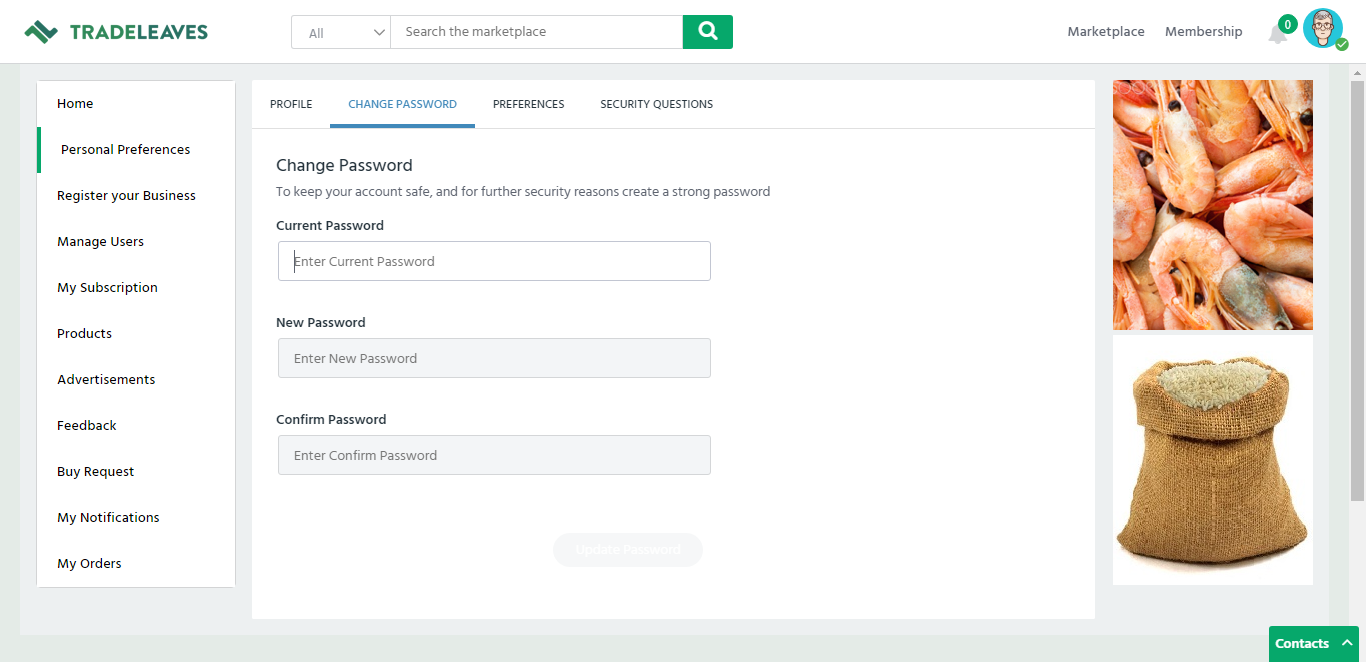 TRADELEAVES
All
Search the marketplace
Marketplace
Membership
0
Home
Personal Preferences
Register your Business
Manage Users
My Subscription
Products
Advertisements
Feedback
Buy Request
My Notifications
My Orders
PROFILE
CHANGE PASSWORD
PREFERENCES
SECURITY QUESTIONS
Change Password
To keep your account safe, and for further security reasons create a strong password
Current Password
Enter Current Password
New Password
Enter New Password
Confirm Password
Enter Confirm Password
Update Password
Contacts